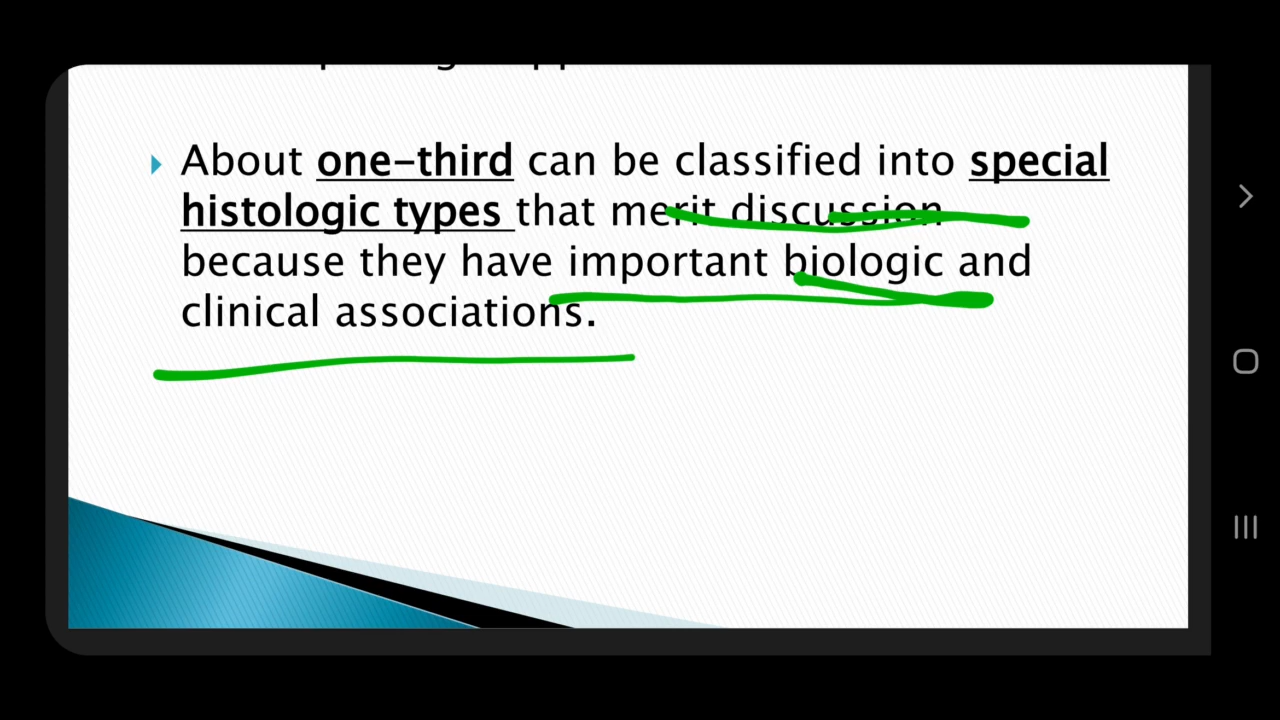 About one-third can be classified into special
histologic types that merit discussion
because they have important biologic and
clinical associations.